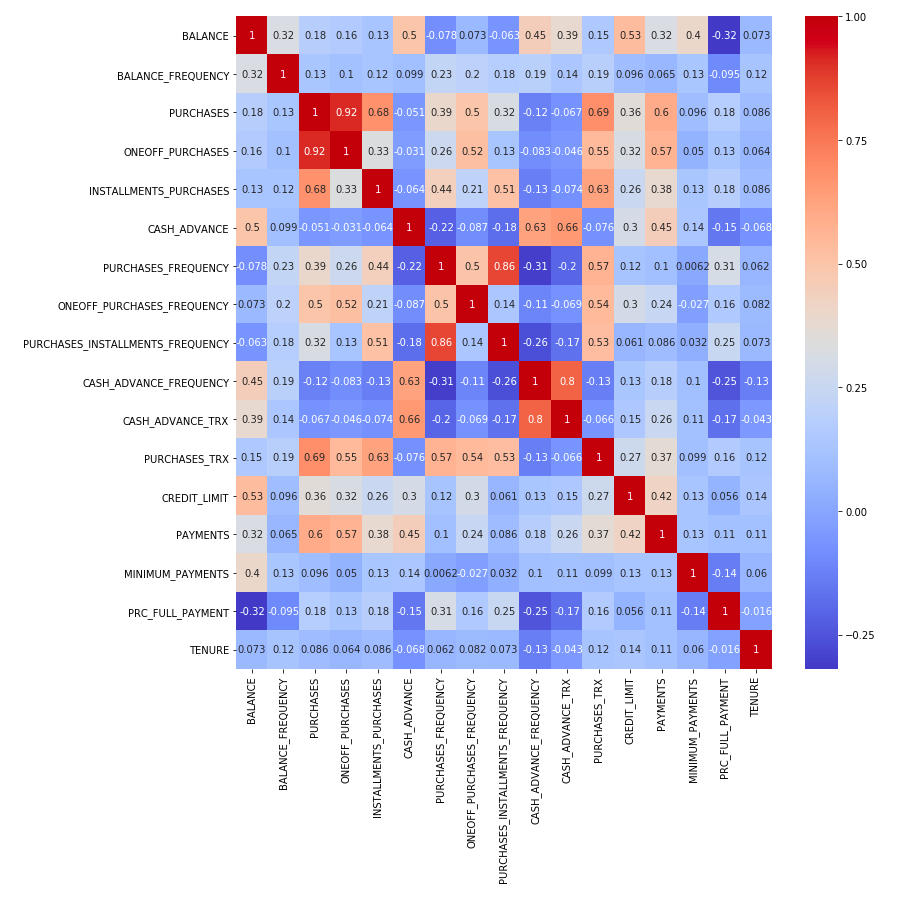 BALANCE 1 0.32 0.18 0.16 0.13 0.5 -0.078 0.073 -0.063 0.45 0.39 0.15 0.53 0.32 0.4 -0.32 0.073 1.00
BALANCE_FREQUENCY 0.32 1 0.13 0.1 0.12 0.099 0.23 0.2 0.18 0.19 0.14 0.19 0.096 0.065 0.13 -0.095 0.12
PURCHASES 0.18 0.13 1 0.92 0.68 -0.051 0.39 0.5 0.32 -0.12 -0.067 0.69 0.36 0.6 0.096 0.18 0.086
0.75
ONEOFF_PURCHASES 0.16 0.1 0.92 1 0.33 -0.031 0.26 0.52 0.13 -0.083 -0.046 0.55 0.32 0.57 0.05 0.13 0.064
INSTALLMENTS_PURCHASES 0.13 0.12 0.68 0.33 1 -0.064 0.44 0.21 0.51 -0.13 -0.074 0.63 0.26 0.38 0.13 0.18 0.086
CASH_ADVANCE 0.5 0.099 -0.051 -0.031 -0.064 1 -0.22 -0.087 -0.18 0.63 0.66 -0.076 0.3 0.45 0.14 -0.15 -0.068
PURCHASES_FREQUENCY -0.078 0.23 0.39 0.26 0.44 -0.22 1 0.5 0.86 -0.31 -0.2 0.57 0.12 0.1 0.0062 0.31 0.062 0.50
ONEOFF_PURCHASES_FREQUENCY 0.073 0.2 0.5 0.52 0.21 -0.087 0.5 1 0.14 -0.11 -0.069 0.54 0.3 0.24 -0.027 0.16 0.082
PURCHASES_INSTALLMENTS_FREQUENCY -0.063 0.18 0.32 0.13 0.51 -0.18 0.86 0.14 1 -0.26 -0.17 0.53 0.061 0.086 0.032 0.25 0.073
CASH_ADVANCE_FREQUENCY 0.45 0.19 -0.12 -0.083 -0.13 0.63 -0.31 -0.11 -0.26 1 0.8 -0.13 0.13 0.18 0.1 -0.25 -0.13
0.25
CASH_ADVANCE_TRX 0.39 0.14 -0.067 -0.046 -0.074 0.66 -0.2 -0.069 -0.17 0.8 1 -0.066 0.15 0.26 0.11 -0.17 -0.043
PURCHASES_TRX 0.15 0.19 0.69 0.55 0.63 -0.076 0.57 0.54 0.53 -0.13 -0.066 1 0.27 0.37 0.099 0.16 0.12
CREDIT_LIMIT 0.53 0.096 0.36 0.32 0.26 0.3 0.12 0.3 0.061 0.13 0.15 0.27 1 0.42 0.13 0.056 0.14
0.00
PAYMENTS 0.32 0.065 0.6 0.57 0.38 0.45 0.1 0.24 0.086 0.18 0.26 0.37 0.42 1 0.13 0.11 0.11
MINIMUM_PAYMENTS 0.4 0.13 0.096 0.05 0.13 0.14 0.0062 -0.027 0.032 0.1 0.11 0.099 0.13 0.13 1 -0.14 0.06
PRC_FULL_PAYMENT -0.32 -0.095 0.18 0.13 0.18 -0.15 0.31 0.16 0.25 -0.25 -0.17 0.16 0.056 0.11 -0.14 1 -0.016
−0.25
TENURE 0.073 0.12 0.086 0.064 0.086 -0.068 0.062 0.082 0.073 -0.13 -0.043 0.12 0.14 0.11 0.06 -0.016 1
BALANCE
BALANCE_FREQUENCY
PURCHASES
ONEOFF_PURCHASES
INSTALLMENTS_PURCHASES
CASH_ADVANCE
PURCHASES_FREQUENCY
ONEOFF_PURCHASES_FREQUENCY
PURCHASES_INSTALLMENTS_FREQUENCY
CASH_ADVANCE_FREQUENCY
CASH_ADVANCE_TRX
PURCHASES_TRX
CREDIT_LIMIT
PAYMENTS
MINIMUM_PAYMENTS
PRC_FULL_PAYMENT
TENURE